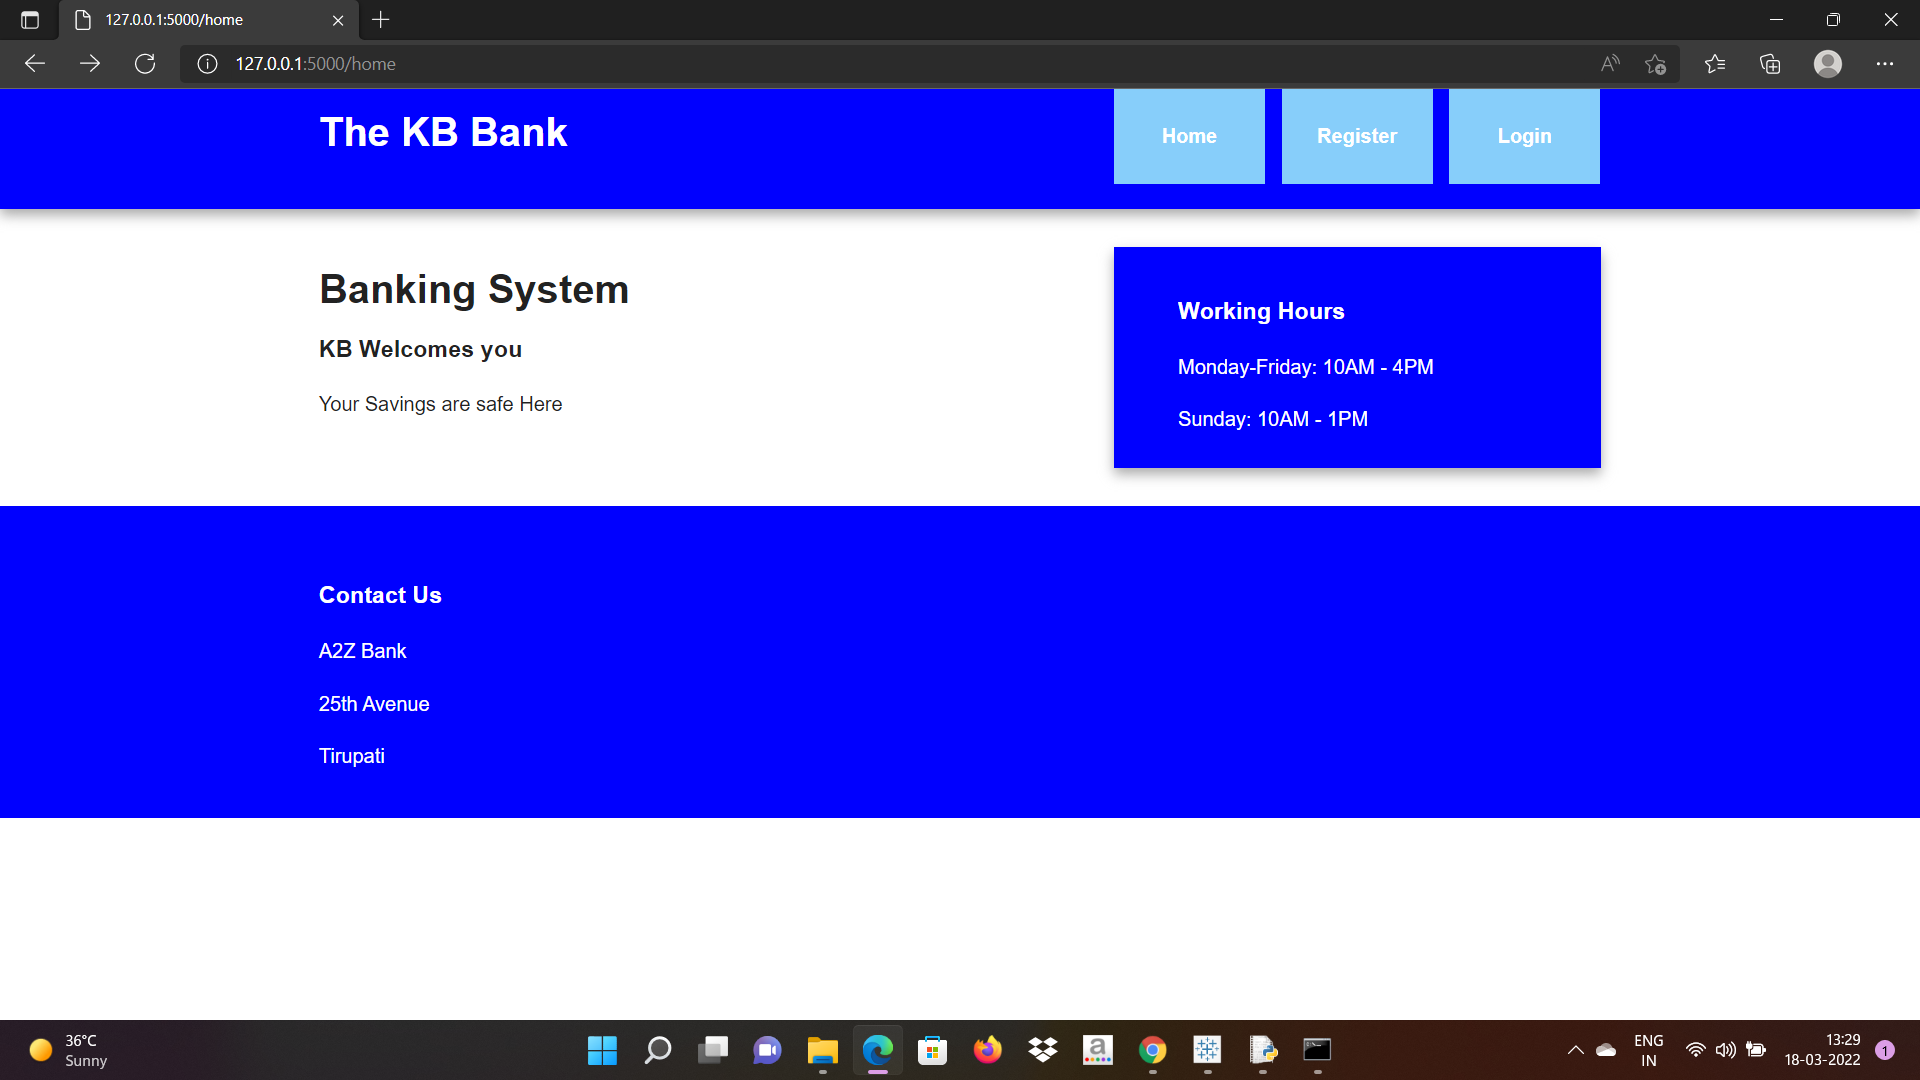 127.0.0.1:5000/home
127.0.0.1:5000/home
The KB Bank
Home
Register
Login
Banking System
KB Welcomes you
Your Savings are safe Here
Working Hours
Monday-Friday: 10AM - 4PM
Sunday: 10AM - 1PM
Contact Us
A2Z Bank
25th Avenue
Tirupati
36°C
Sunny
a
ENG
IN
13:29
18-03-2022
1